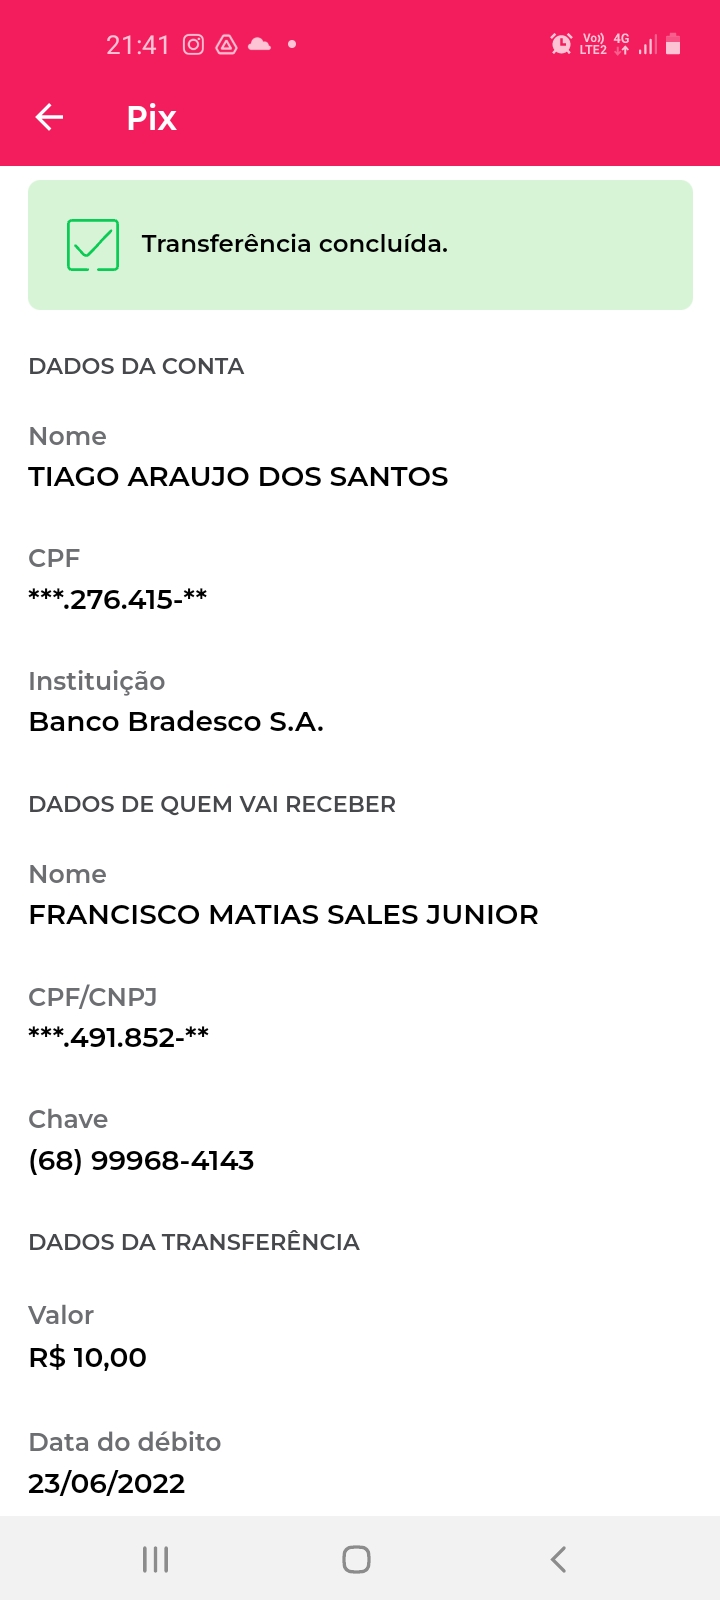 21:41
Vo)) 4G
LTE2
Pix
Transferência concluída.
DADOS DA CONTA
Nome
TIAGO ARAUJO DOS SANTOS
CPF
***.276.415-**
Instituição
Banco Bradesco S.A.
DADOS DE QUEM VAI RECEBER
Nome
FRANCISCO MATIAS SALES JUNIOR
CPF/CNPJ
***.491.852-**
Chave
(68) 99968-4143
DADOS DA TRANSFERÊNCIA
Valor
R$ 10,00
Data do débito
23/06/2022